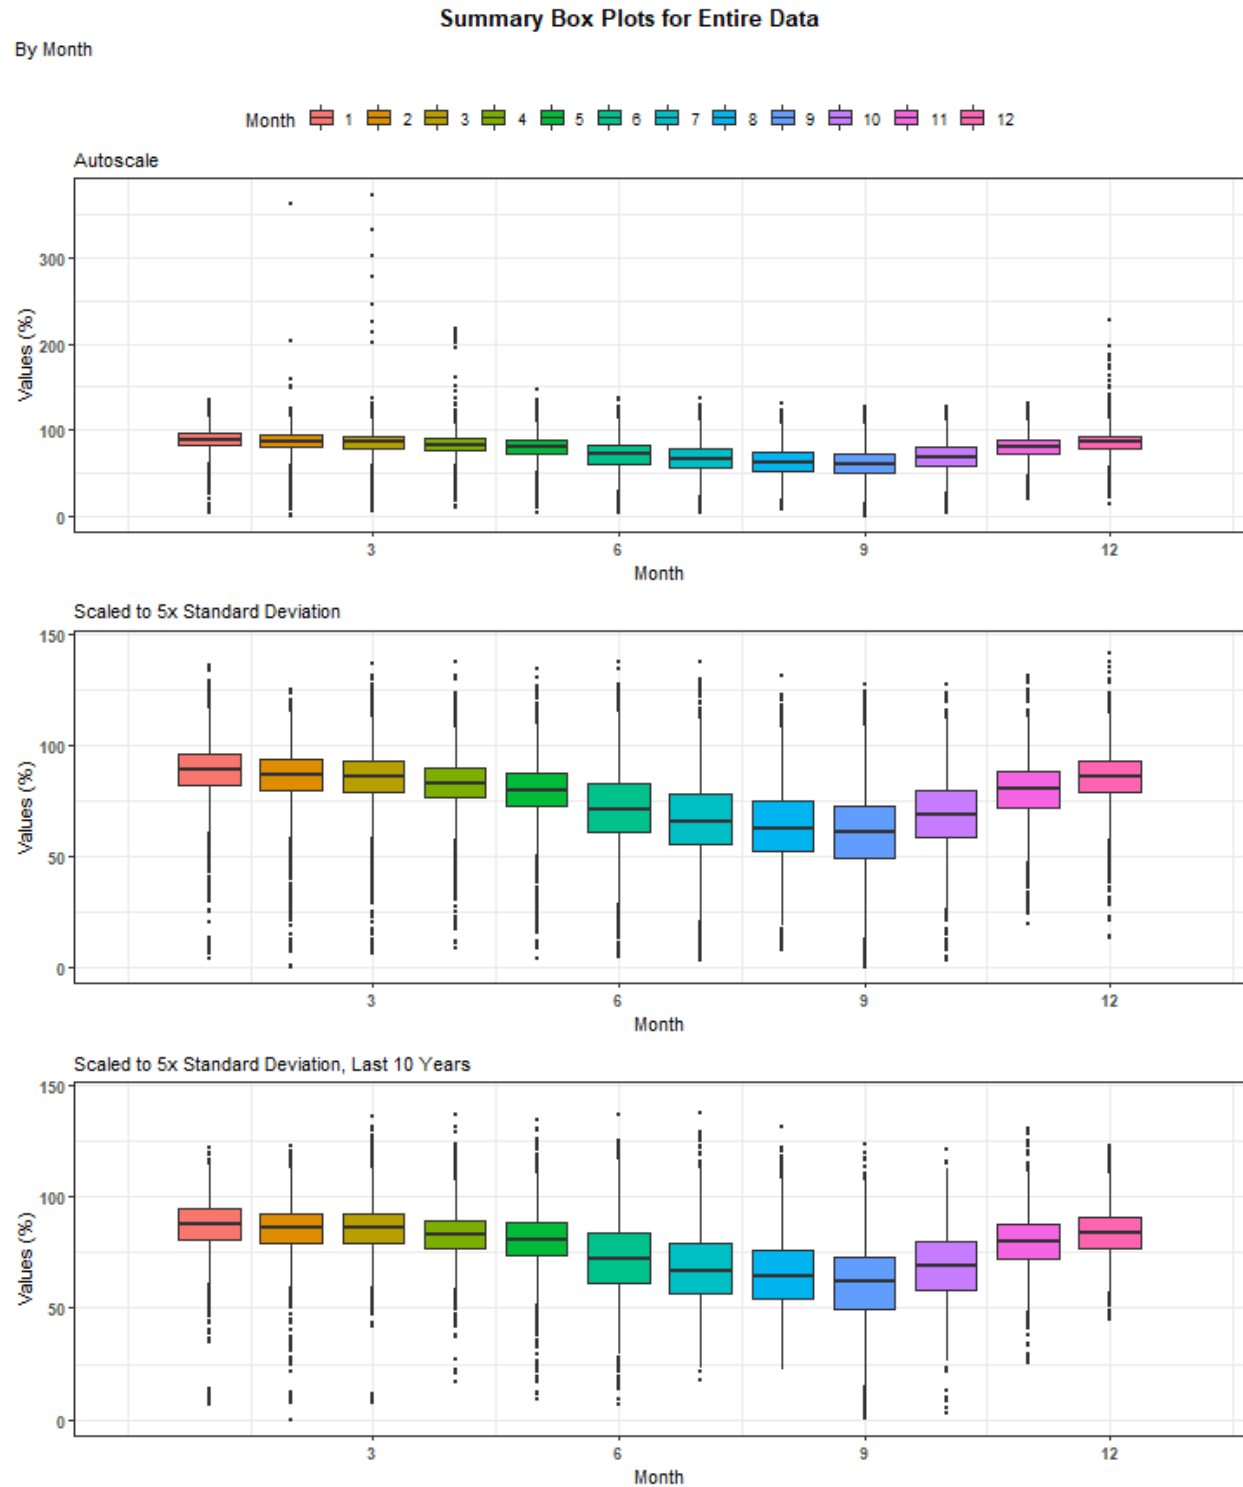 Summary Box Plots for Entire Data
By Month
Month 1 2 3 4 5 6 7 8 9 10 11 12
Autoscale
300
200
100
0
Values (%)
3 6 9 12
Month
Scaled to 5x Standard Deviation
150
100
50
0
Values (%)
3 6 9 12
Month
Scaled to 5x Standard Deviation, Last 10 Years
150
100
50
0
Values (%)
3 6 9 12
Month